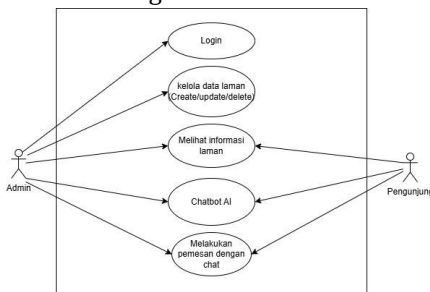 Login
kelola data laman
(Create/update/delete)
Melihat informasi
laman
Admin
Pengunjung
Chatbot AI
Melakukan
pemesan dengan
chat